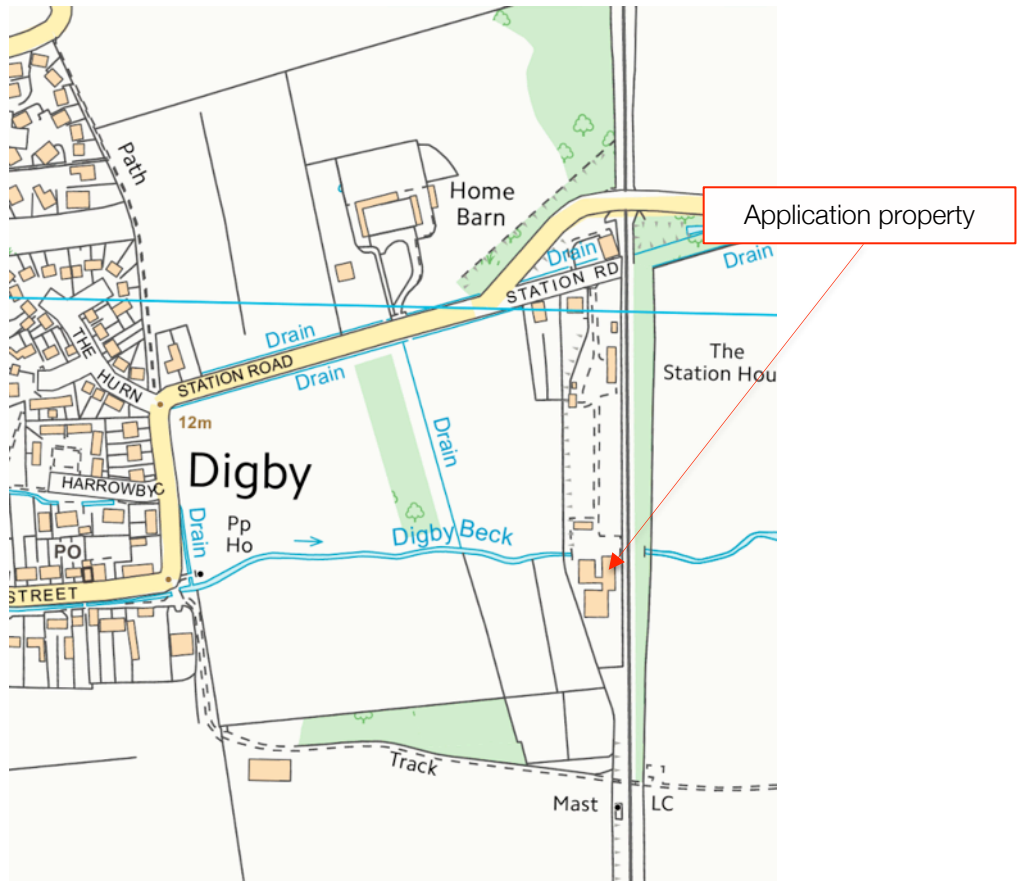 Path
Home
Barn
Application property
Drain
STATION RD
Drain
THE
HURN
Drain
STATION ROAD
Drain
The
Station Hou
12m
Drain
Digby
HARROWBYC
Drain
Pp
Ho
Digby Beck
PO
STREET
Track
Mast
LC